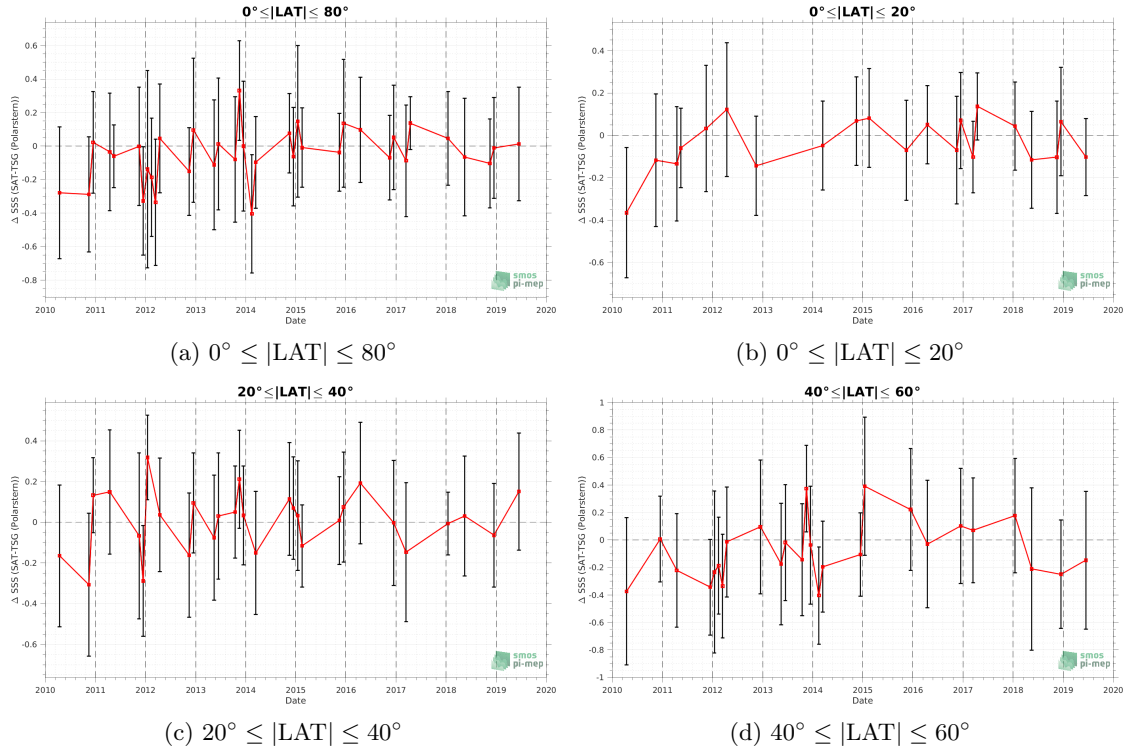 0°≤|LAT|≤ 80°
Δ SSS (SAT-TSG (Polarstern))
0.6
0.4
0.2
0
-0.2
-0.4
-0.6
-0.8
2010 2011 2012 2013 2014 2015 2016 2017 2018 2019 2020
Date
smos
pi-mep
(a) 0° ≤ |LAT| ≤ 80°
0°≤|LAT|≤ 20°
Δ SSS (SAT-TSG (Polarstern))
0.4
0.2
0
-0.2
-0.4
-0.6
2010 2011 2012 2013 2014 2015 2016 2017 2018 2019 2020
Date
smos
pi-mep
(b) 0° ≤ |LAT| ≤ 20°
20°≤|LAT|≤ 40°
Δ SSS (SAT-TSG (Polarstern))
0.4
0.2
0
-0.2
-0.4
-0.6
2010 2011 2012 2013 2014 2015 2016 2017 2018 2019 2020
Date
smos
pi-mep
(c) 20° ≤ |LAT| ≤ 40°
40°≤|LAT|≤ 60°
Δ SSS (SAT-TSG (Polarstern))
1
0.8
0.6
0.4
0.2
0
-0.2
-0.4
-0.6
-0.8
-1
2010 2011 2012 2013 2014 2015 2016 2017 2018 2019 2020
Date
smos
pi-mep
(d) 40° ≤ |LAT| ≤ 60°